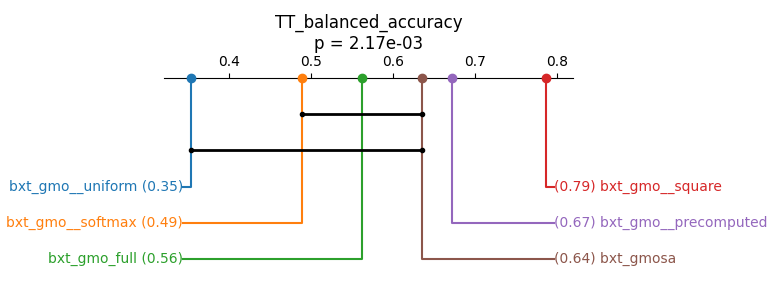 TT_balanced_accuracy
p = 2.17e-03
0.4 0.5 0.6 0.7 0.8
bxt_gmo__uniform (0.35)
(0.79) bxt_gmo__square
bxt_gmo__softmax (0.49)
(0.67) bxt_gmo__precomputed
bxt_gmo_full (0.56)
(0.64) bxt_gmosa